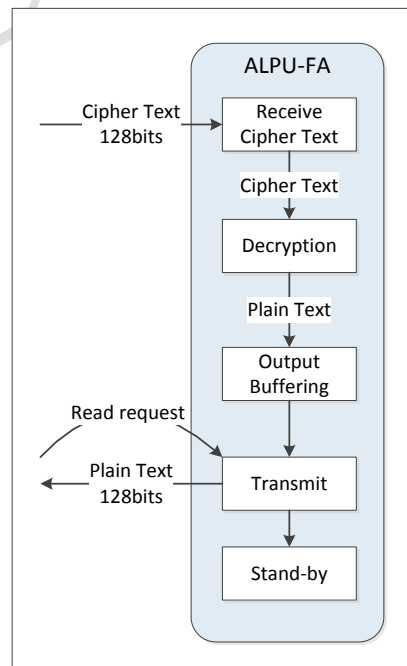 ALPU-FA
Cipher Text
128bits
Receive
Cipher Text
Cipher Text
Decryption
Plain Text
Output
Buffering
Read request
Plain Text
128bits
Transmit
Stand-by